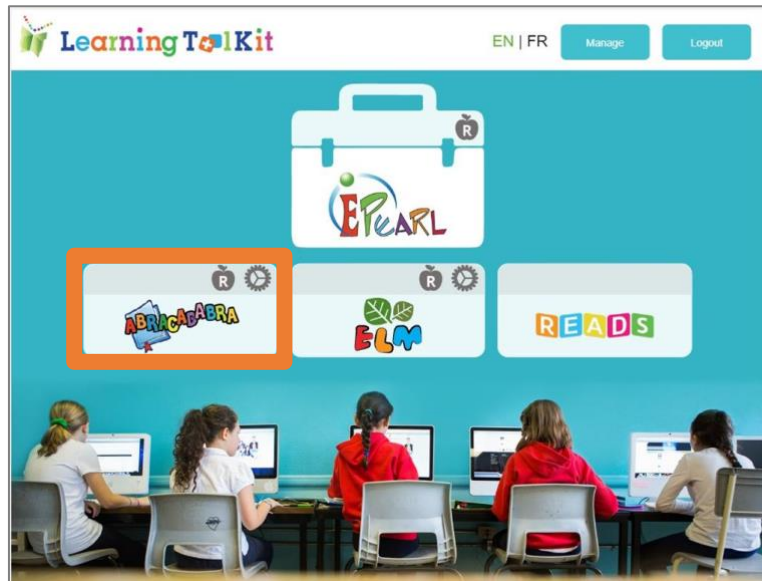 Learning ToolKit
EN | FR
Manage
Logout
R
EPEARL
R
ABRACADABRA
R
ELM
READS